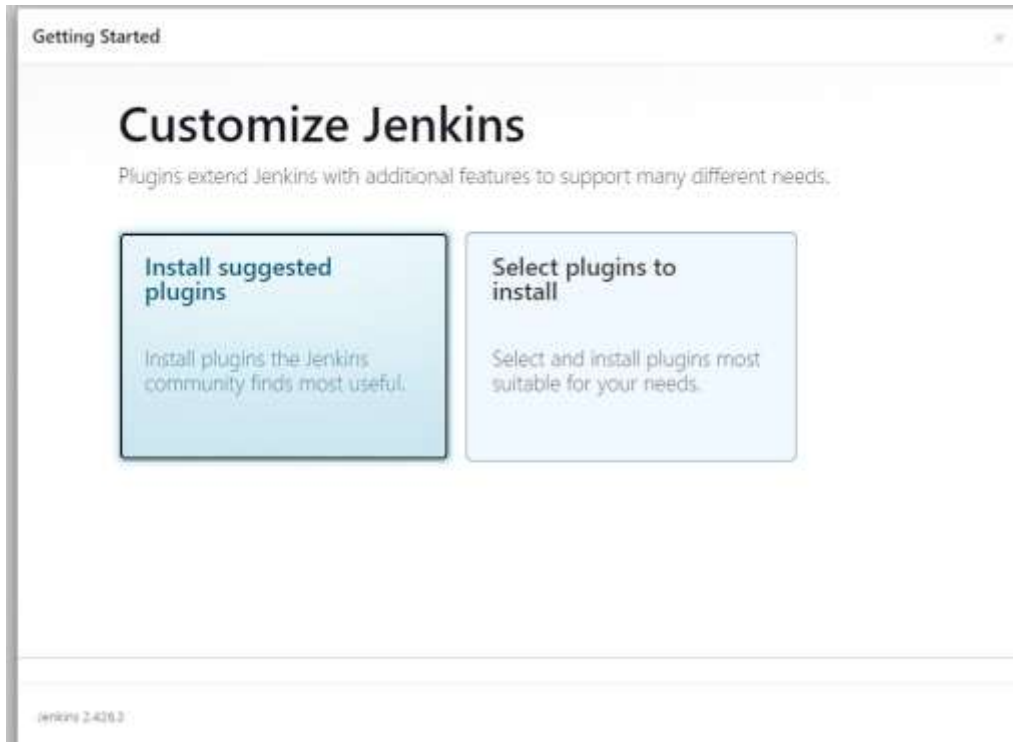 Getting Started
Customize Jenkins
Plugins extend Jenkins with additional features to support many different needs.
Install suggested
plugins
Install plugins the Jenkins
community finds most useful.
Select plugins to
install
Select and install plugins most
suitable for your needs.
Jenkins